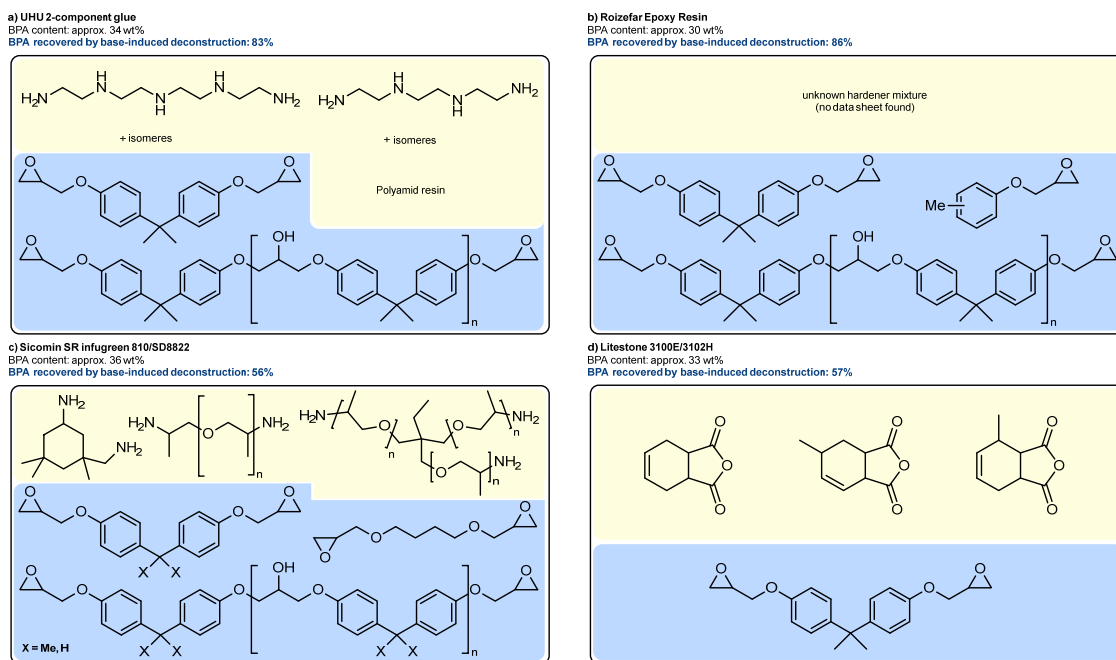 a) UHU 2-component glue
BPA content: approx. 34 wt%
BPA recovered by base-induced deconstruction: 83%
H
N
H
N
H2N
N
H
NH2
+ isomeres
H
N
NH2
H2N
N
H
+ isomeres
Polyamid resin
O
O
O
O
O
O
OH
O
O
O
O
n
b) Roizefar Epoxy Resin
BPA content: approx. 30 wt%
BPA recovered by base-induced deconstruction: 86%
unknown hardener mixture
(no data sheet found)
O
O
O
O
O
O
Me
O
O
OH
O
O
O
O
n
c) Sicomin SR infugreen 810/SD8822
BPA content: approx. 36 wt%
BPA recovered by base-induced deconstruction: 56%
NH2
NH2
H2N
O
NH2
n
H2N
O
n
O
NH2
n
O
NH2
n
O
O
O
O
X X
O
O
O
O
O
O
OH
O
O
O
O
X X
X X
n
X = Me, H
d) Litestone 3100E/3102H
BPA content: approx. 33 wt%
BPA recovered by base-induced deconstruction: 57%
O
O
O
O
O
O
O
O
O
O
O
O
O